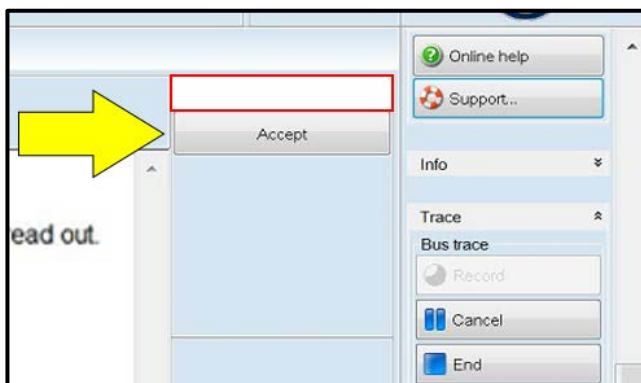 Online help
Support...
Accept
Info
ead out.
Trace
Bus trace
Record
Cancel
End